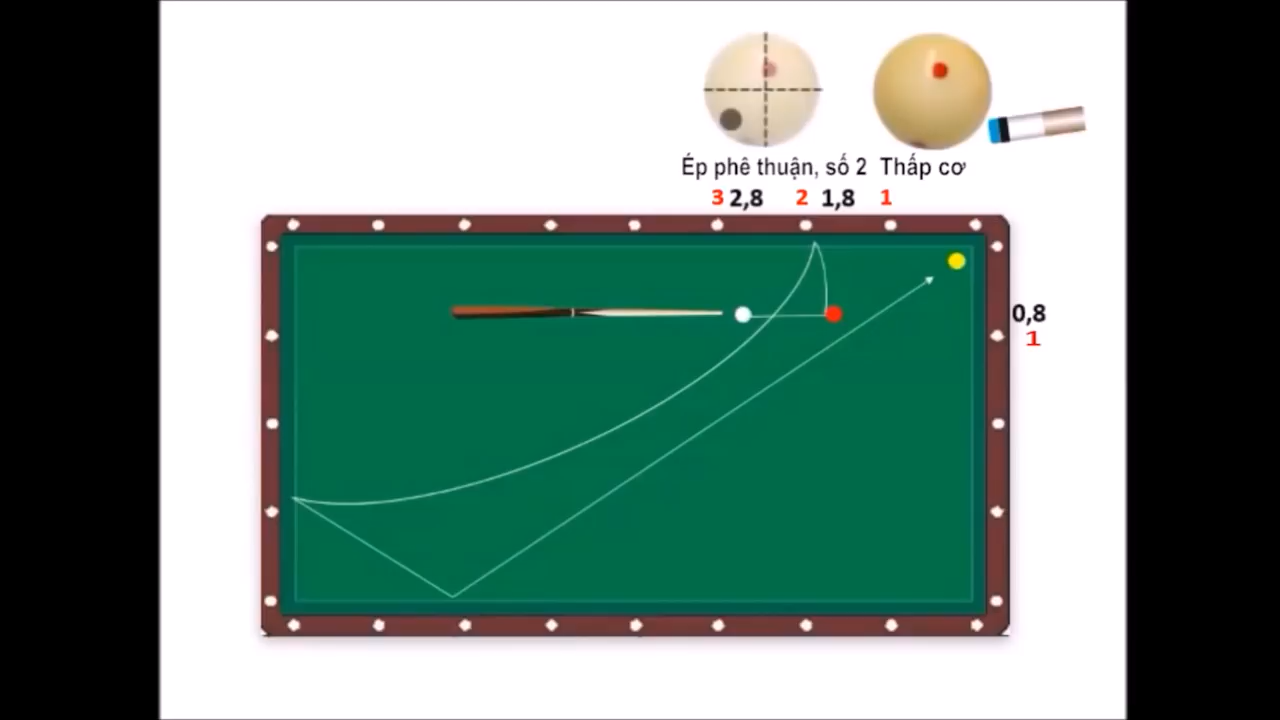 Ép phê thuận, số 2 Thấp cơ
3 2,8 2 1,8 1
0,8
1